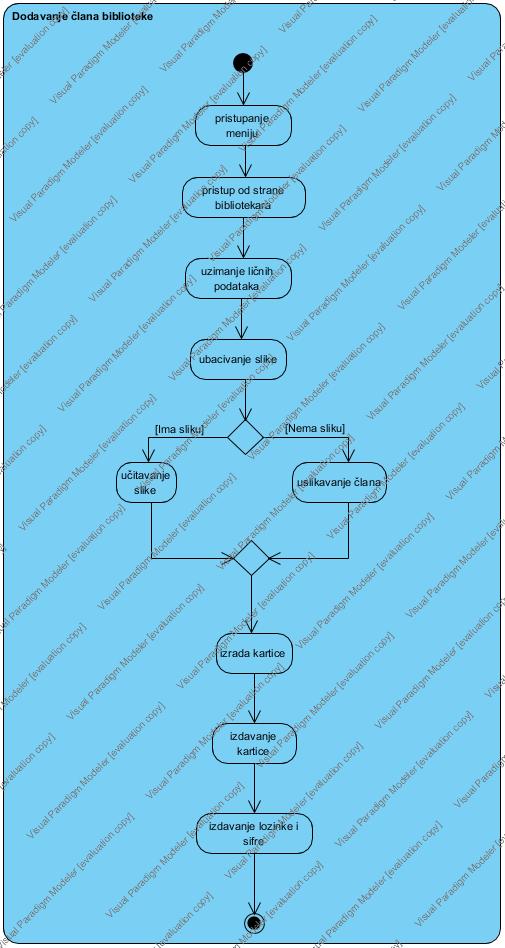 Dodavanje člana biblioteke
pristupanje
meniju
pristup od strane
bibliotekara
uzimanje ličnih
podataka
ubacivanje slike
[Ima sliku]
[Nema sliku]
učitavanje
slike
uslikavanje člana
izrada kartice
izdavanje
kartice
izdavanje lozinke i
sifre
Visual Paradigm Modeler [evaluation copy]